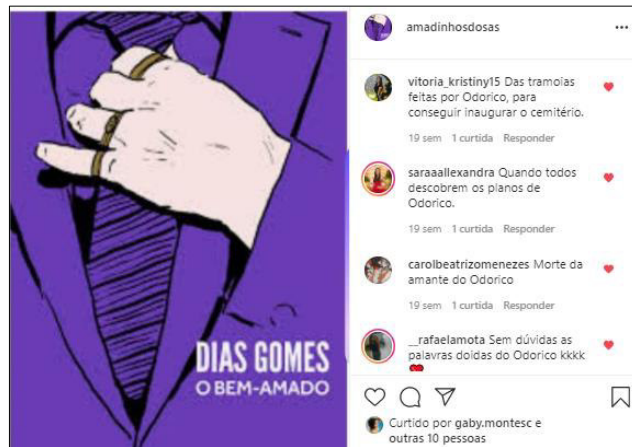 DIAS GOMES
O BEM-AMADO
amadinhosdosas
vitoria_kristiny15 Das tramoias
feitas por Odorico, para
conseguir inaugurar o cemitério.
19 sem 1 curtida Responder
saraaallexandra Quando todos
descobrem os planos de
Odorico.
19 sem 1 curtida Responder
carolbeatrizomenezes Morte da
amante do Odorico
19 sem 1 curtida Responder
__rafaelamota Sem dúvidas as
palavras doidas do Odorico kkkk
Curtido por gaby.montesc e
outras 10 pessoas